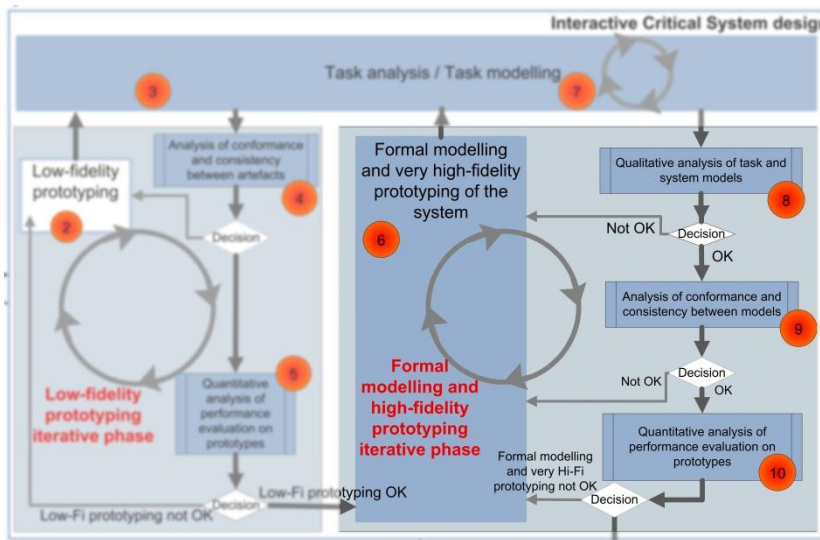 Interactive Critical System design
3
Task analysis / Task modelling
7
Low-fidelity
prototyping
2
Analysis of conformance
and consistency
between artefacts
4
Decision
Low-fidelity
prototyping
iterative phase
5
Quantitative
analysis of
performance
evaluation on
prototypes
Decision
Low-Fi prototyping not OK
Low-Fi prototyping OK
Formal modelling
and very high-fidelity
prototyping of the
system
6
Formal
modelling and
high-fidelity
prototyping
iterative phase
Qualitative analysis of task and
system models
8
Not OK
Decision
OK
Analysis of conformance and
consistency between models
9
Not OK
Decision
OK
Quantitative analysis of
performance evaluation on
prototypes
10
Formal modelling
and very Hi-Fi
prototyping not OK
Decision